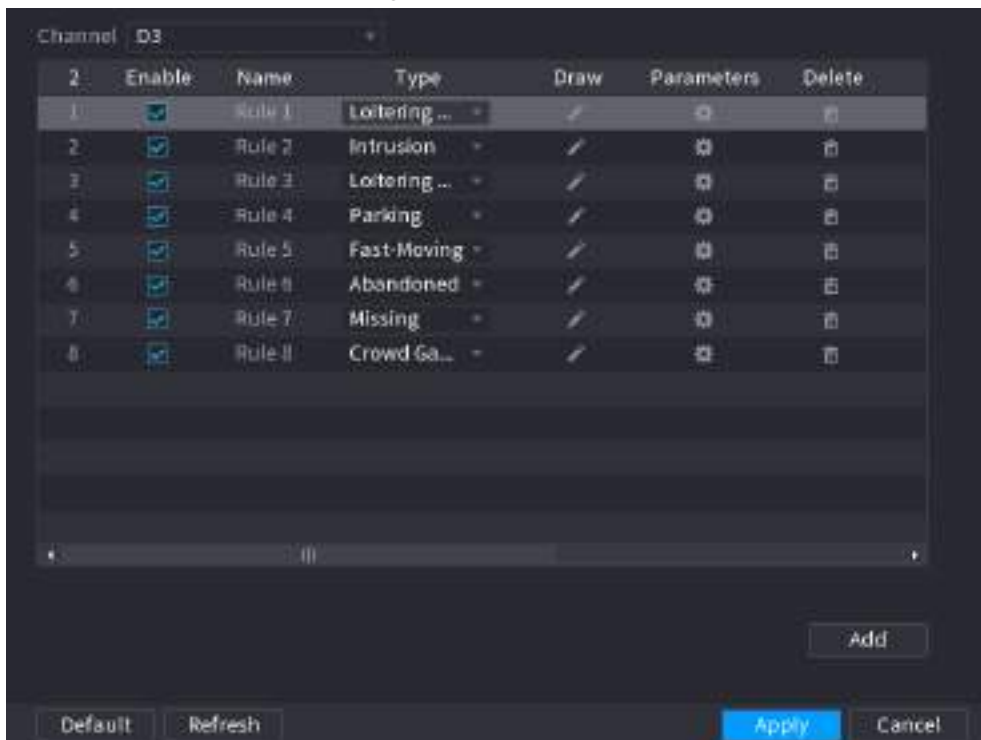 Channel D3
2 Enable Name Type Draw Parameters Delete
1 Rule 1 Loitering ...
2 Rule 2 Intrusion
3 Rule 3 Loitering ...
4 Rule 4 Parking
5 Rule 5 Fast-Moving
6 Rule 6 Abandoned
7 Rule 7 Missing
8 Rule 8 Crowd Ga...
Add
Default Refresh Apply Cancel